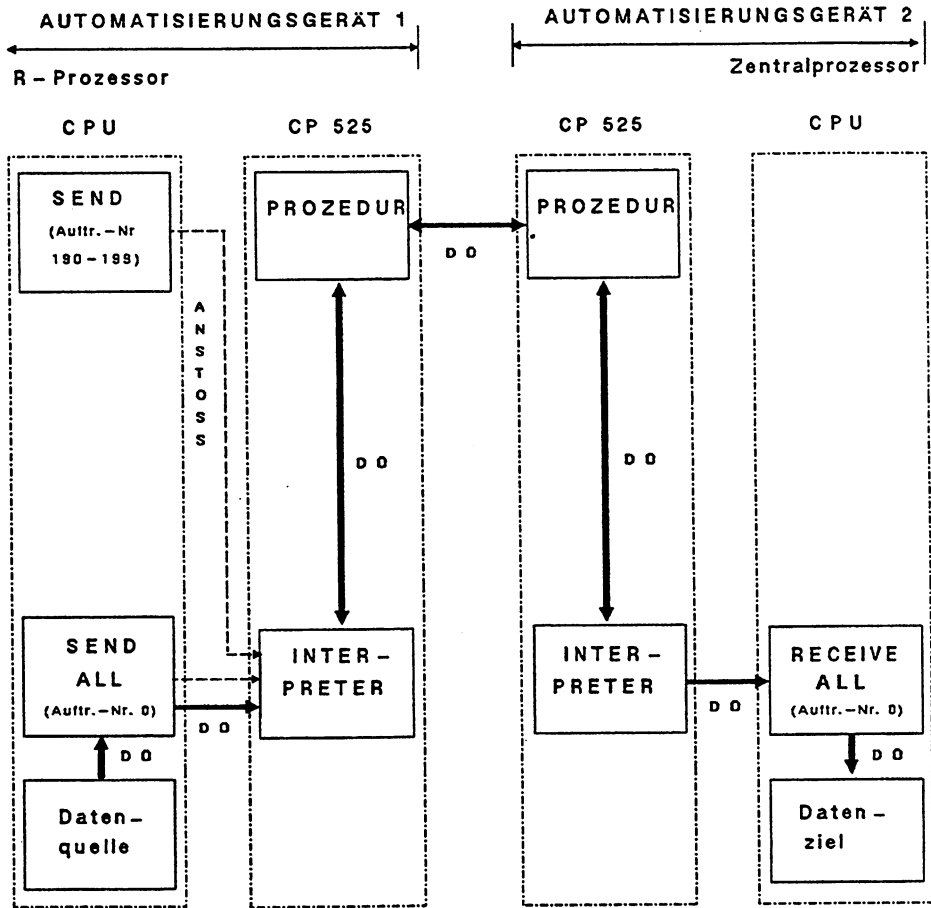 AUTOMATISIERUNGSGERÄT 1
AUTOMATISIERUNGSGERÄT 2
R - Prozessor
Zentralprozessor
CPU
CP 525
CP 525
CPU
SEND
(Auftr.-Nr
190-199)
PROZEDUR
PROZEDUR
DO
ANSTOSS
DO
DO
SEND
ALL
(Auftr.-Nr. 0)
INTER-
PRETER
INTER-
PRETER
RECEIVE
ALL
(Auftr.-Nr. 0)
DO
DO
DO
DO
Daten-
quelle
Daten-
ziel